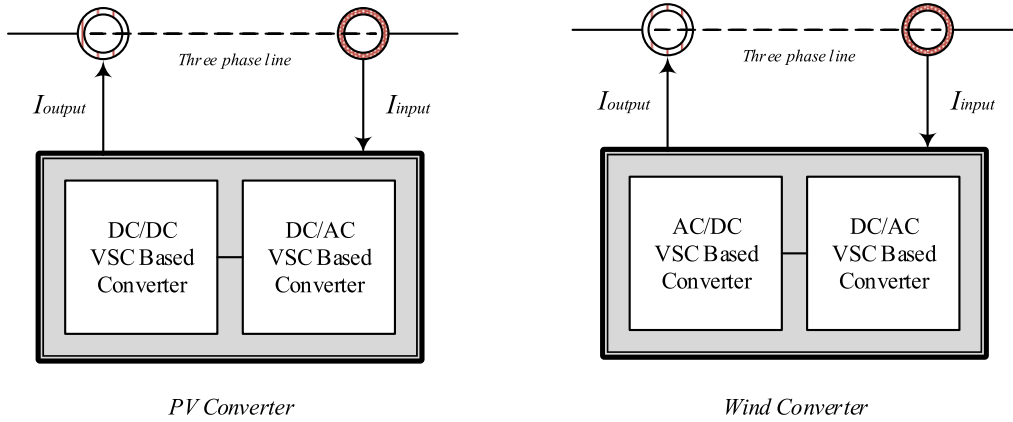 Three phase line
Ioutput
Iinput
DC/DC
VSC Based
Converter
DC/AC
VSC Based
Converter
PV Converter
Three phase line
Ioutput
Iinput
AC/DC
VSC Based
Converter
DC/AC
VSC Based
Converter
Wind Converter